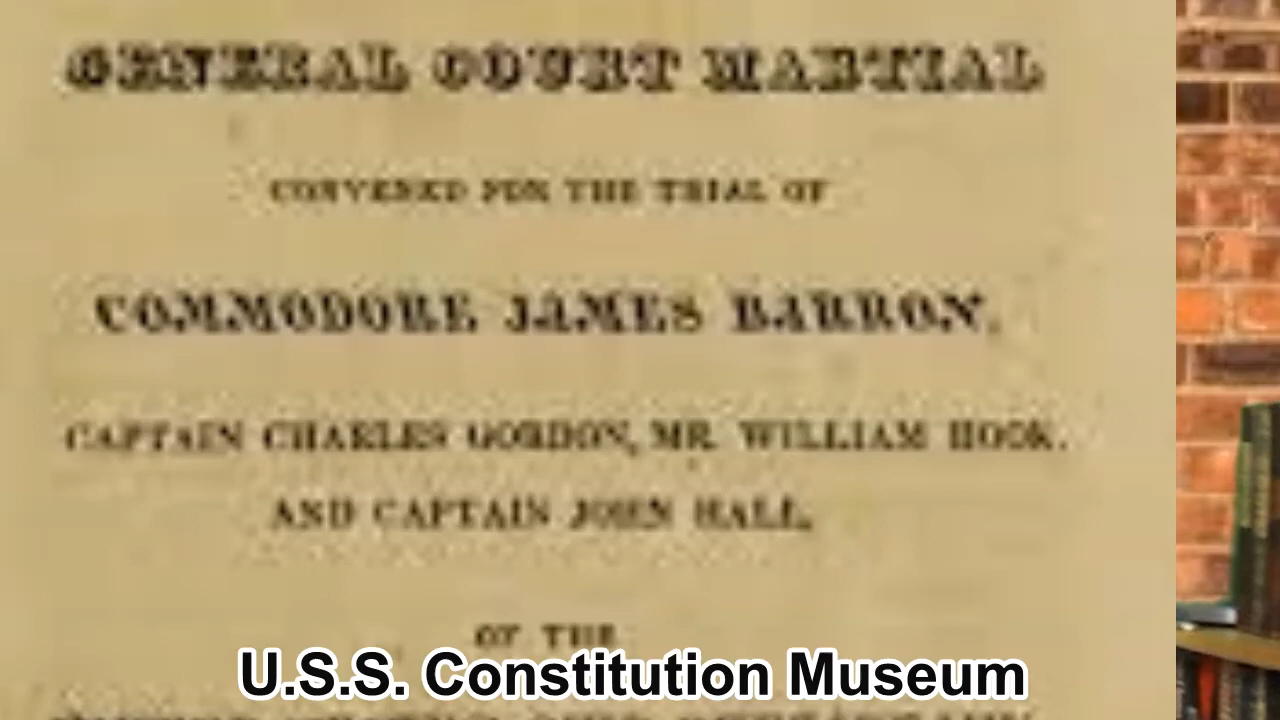 GENERAL COURT MARTIAL
CONVENED FOR THE TRIAL OF
COMMODORE JAMES BARRON,
CAPTAIN CHARLES GORDON, MR. WILLIAM HOOK,
AND CAPTAIN JOHN HALL,
OF THE
U.S.S. Constitution Museum